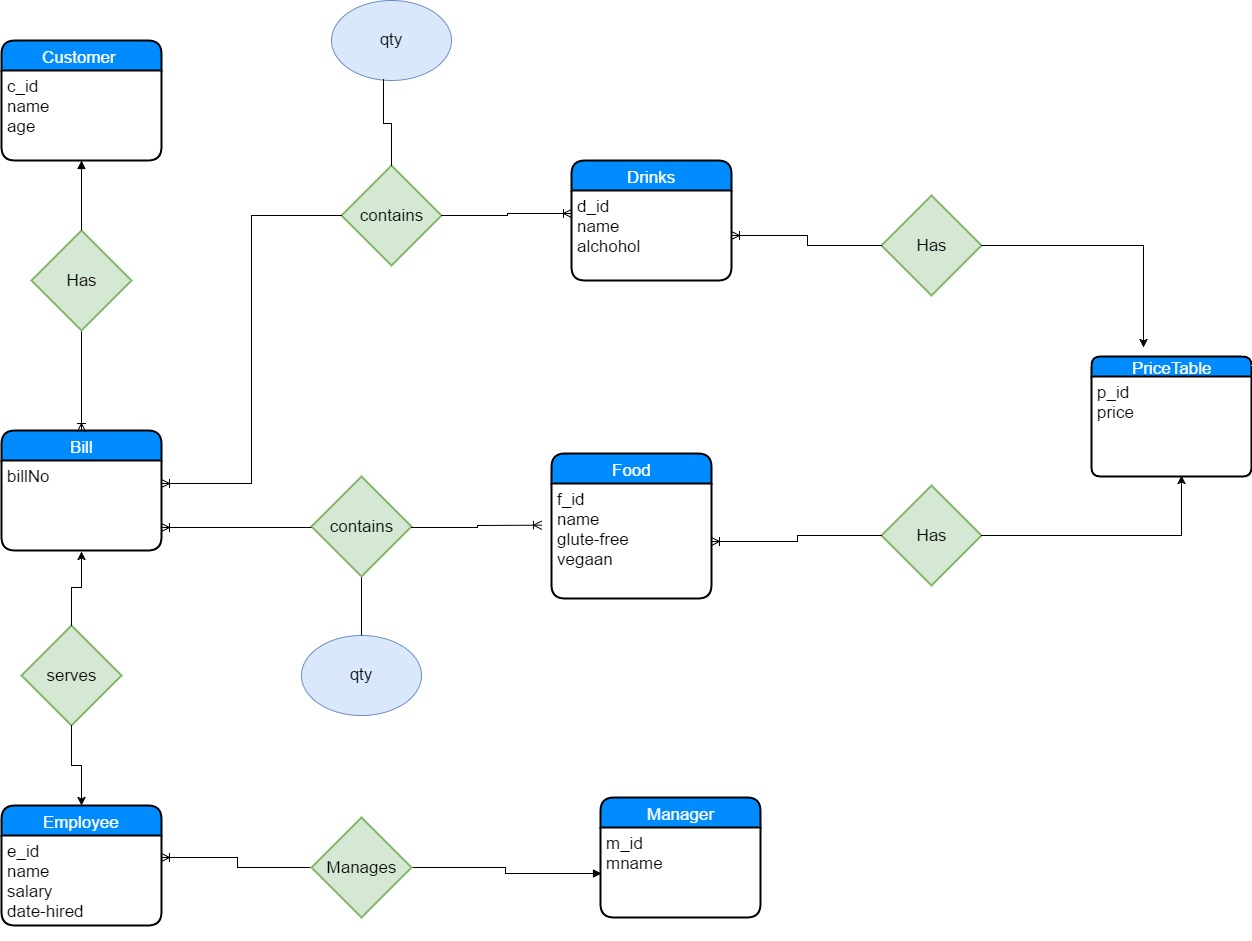 qty
Customer
c_id
name
age
contains
Drinks
d_id
name
alchohol
Has
Has
PriceTable
p_id
price
Bill
billNo
contains
Food
f_id
name
glute-free
vegaan
Has
serves
qty
Employee
e_id
name
salary
date-hired
Manages
Manager
m_id
mname